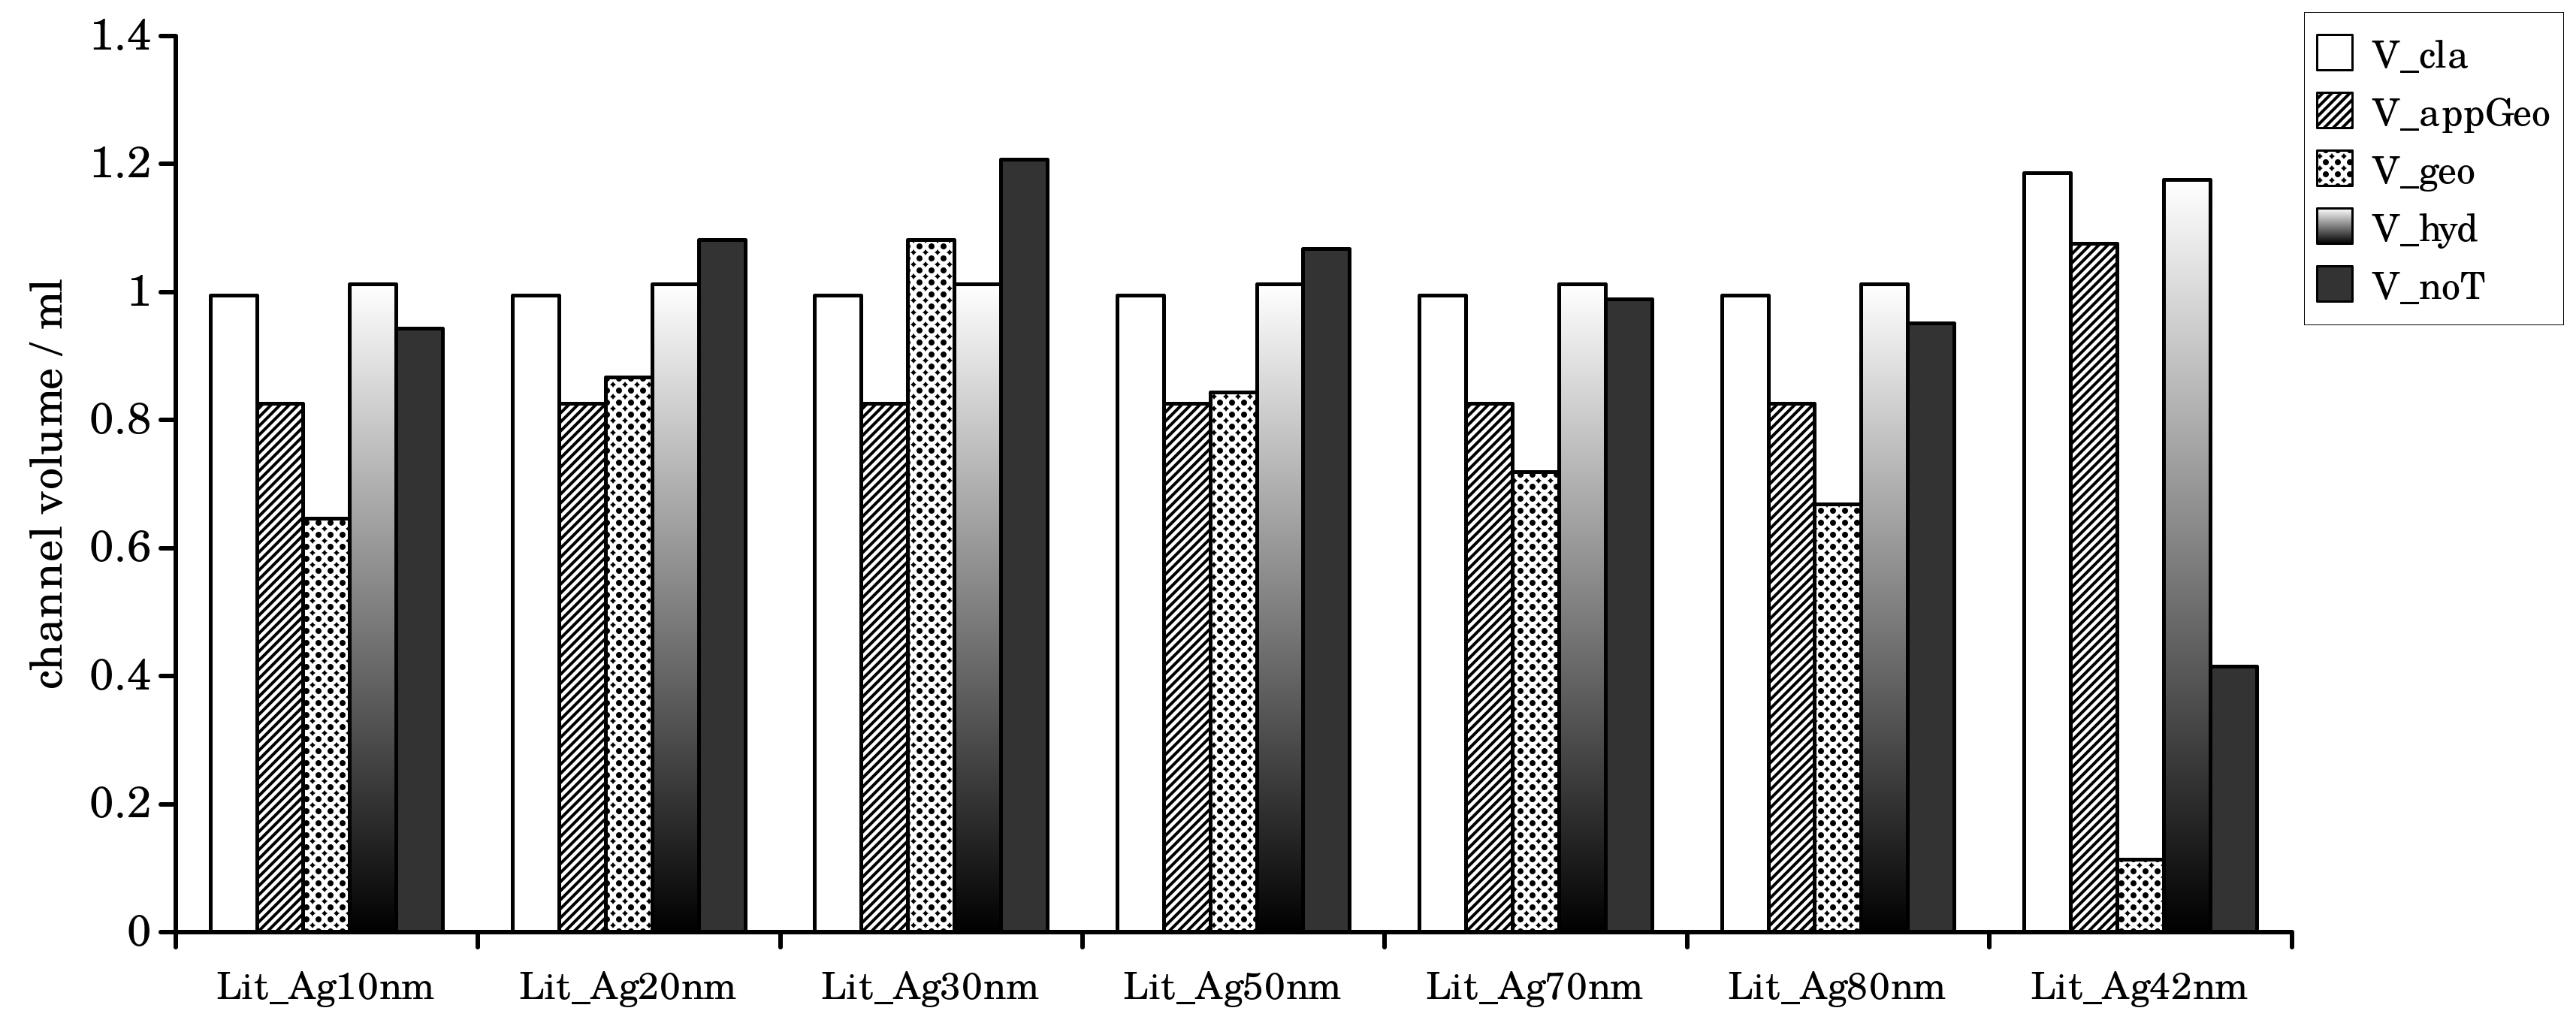 1.4
1.2
1
0.8
0.6
0.4
0.2
0
channel volume / ml
Lit_Ag10nm
Lit_Ag20nm
Lit_Ag30nm
Lit_Ag50nm
Lit_Ag70nm
Lit_Ag80nm
Lit_Ag42nm
V_cla
V_appGeo
V_geo
V_hyd
V_noT